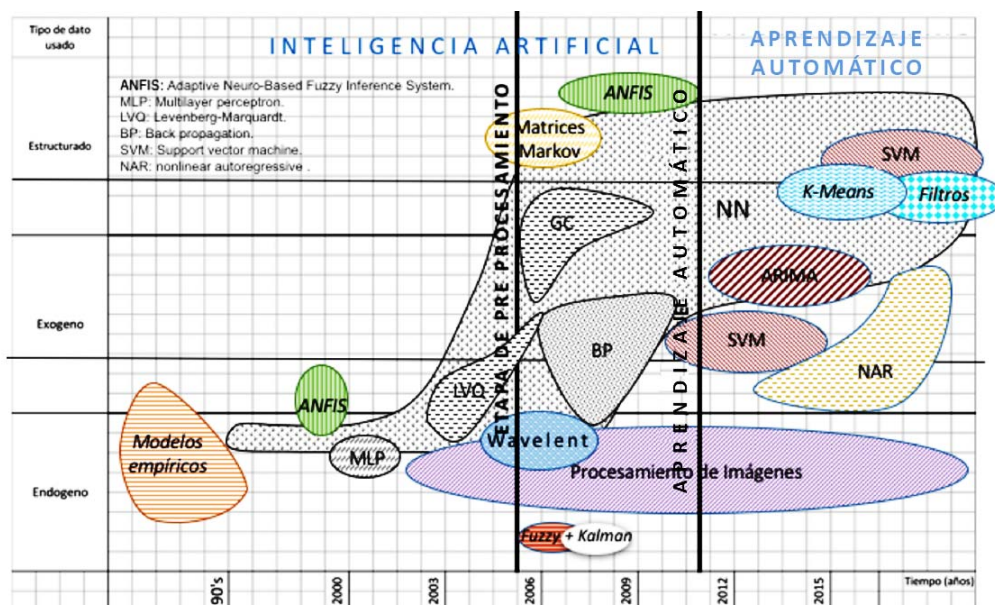 Tipo de dato
usado
INTELIGENCIA ARTIFICIAL
APRENDIZAJE
AUTOMÁTICO
ANFIS: Adaptive Neuro-Based Fuzzy Inference System.
MLP: Multilayer perceptron.
LVQ: Levenberg-Marquardt.
BP: Back propagation.
SVM: Support vector machine.
NAR: nonlinear autoregressive .
ETAPA DE PRE PROCESAMIENTO
APRENDIZAJE AUTOMÁTICO
ANFIS
Matrices
Markov
Estructurado
SVM
K-Means
Filtros
GC
NN
ARIMA
Exogeno
SVM
BP
NAR
LVQ
ANFIS
Modelos
empíricos
MLP
Wavelent
Procesamiento de Imágenes
Endogeno
Fuzzy + Kalman
90's
2000
2003
2006
2009
2012
2015
Tiempo (años)